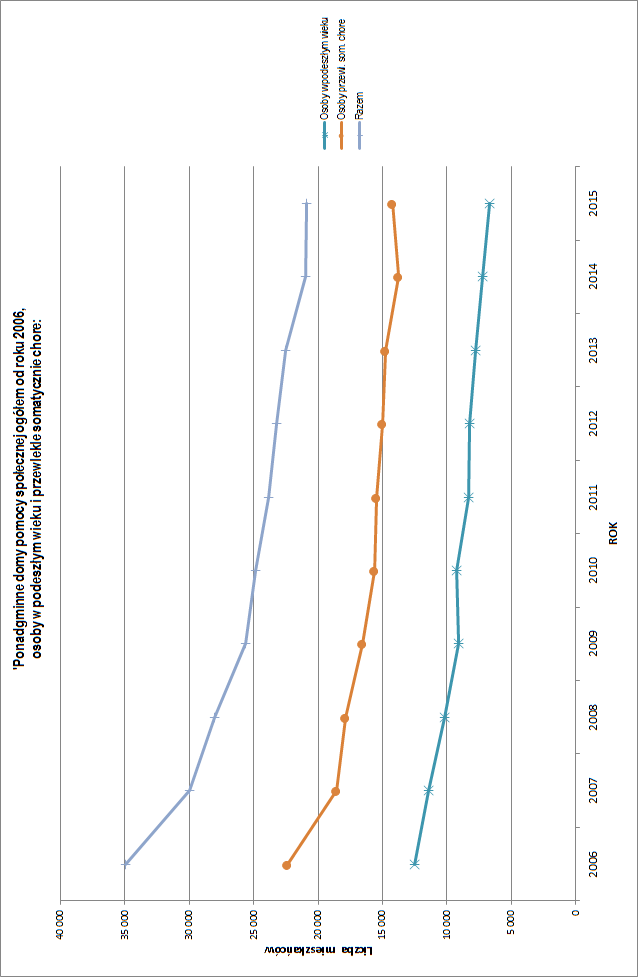 'Ponadgminne domy pomocy społecznej ogółem od roku 2006,
osoby w podeszłym wieku i przewlekle somatycznie chore:
Liczba mieszkańców
40 000
35 000
30 000
25 000
20 000
15 000
10 000
5 000
0
2006
2007
2008
2009
2010
2011
2012
2013
2014
2015
ROK
Osoby w podeszłym wieku
Osoby przewl. som. chore
Razem